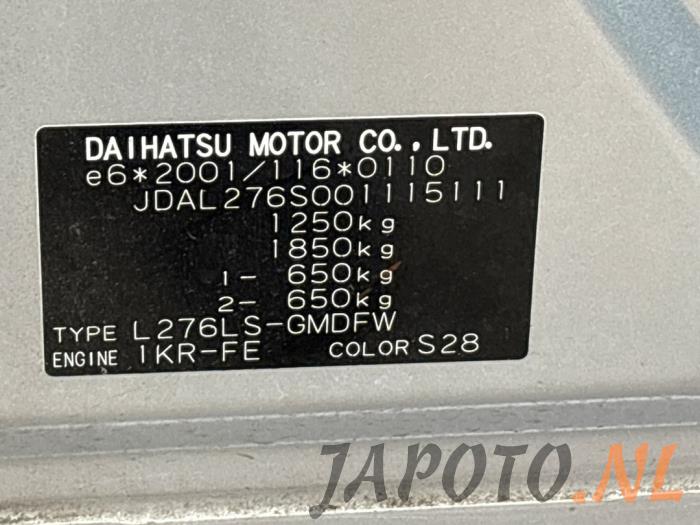 DAIHATSU MOTOR CO.,LTD.
e6*2001/116*0110
JDAL276S001115111
1250kg
1850kg
1- 650kg
2- 650kg
TYPE L276LS-GMDFW
ENGINE 1KR-FE COLOR S28
JAPOTO.NL